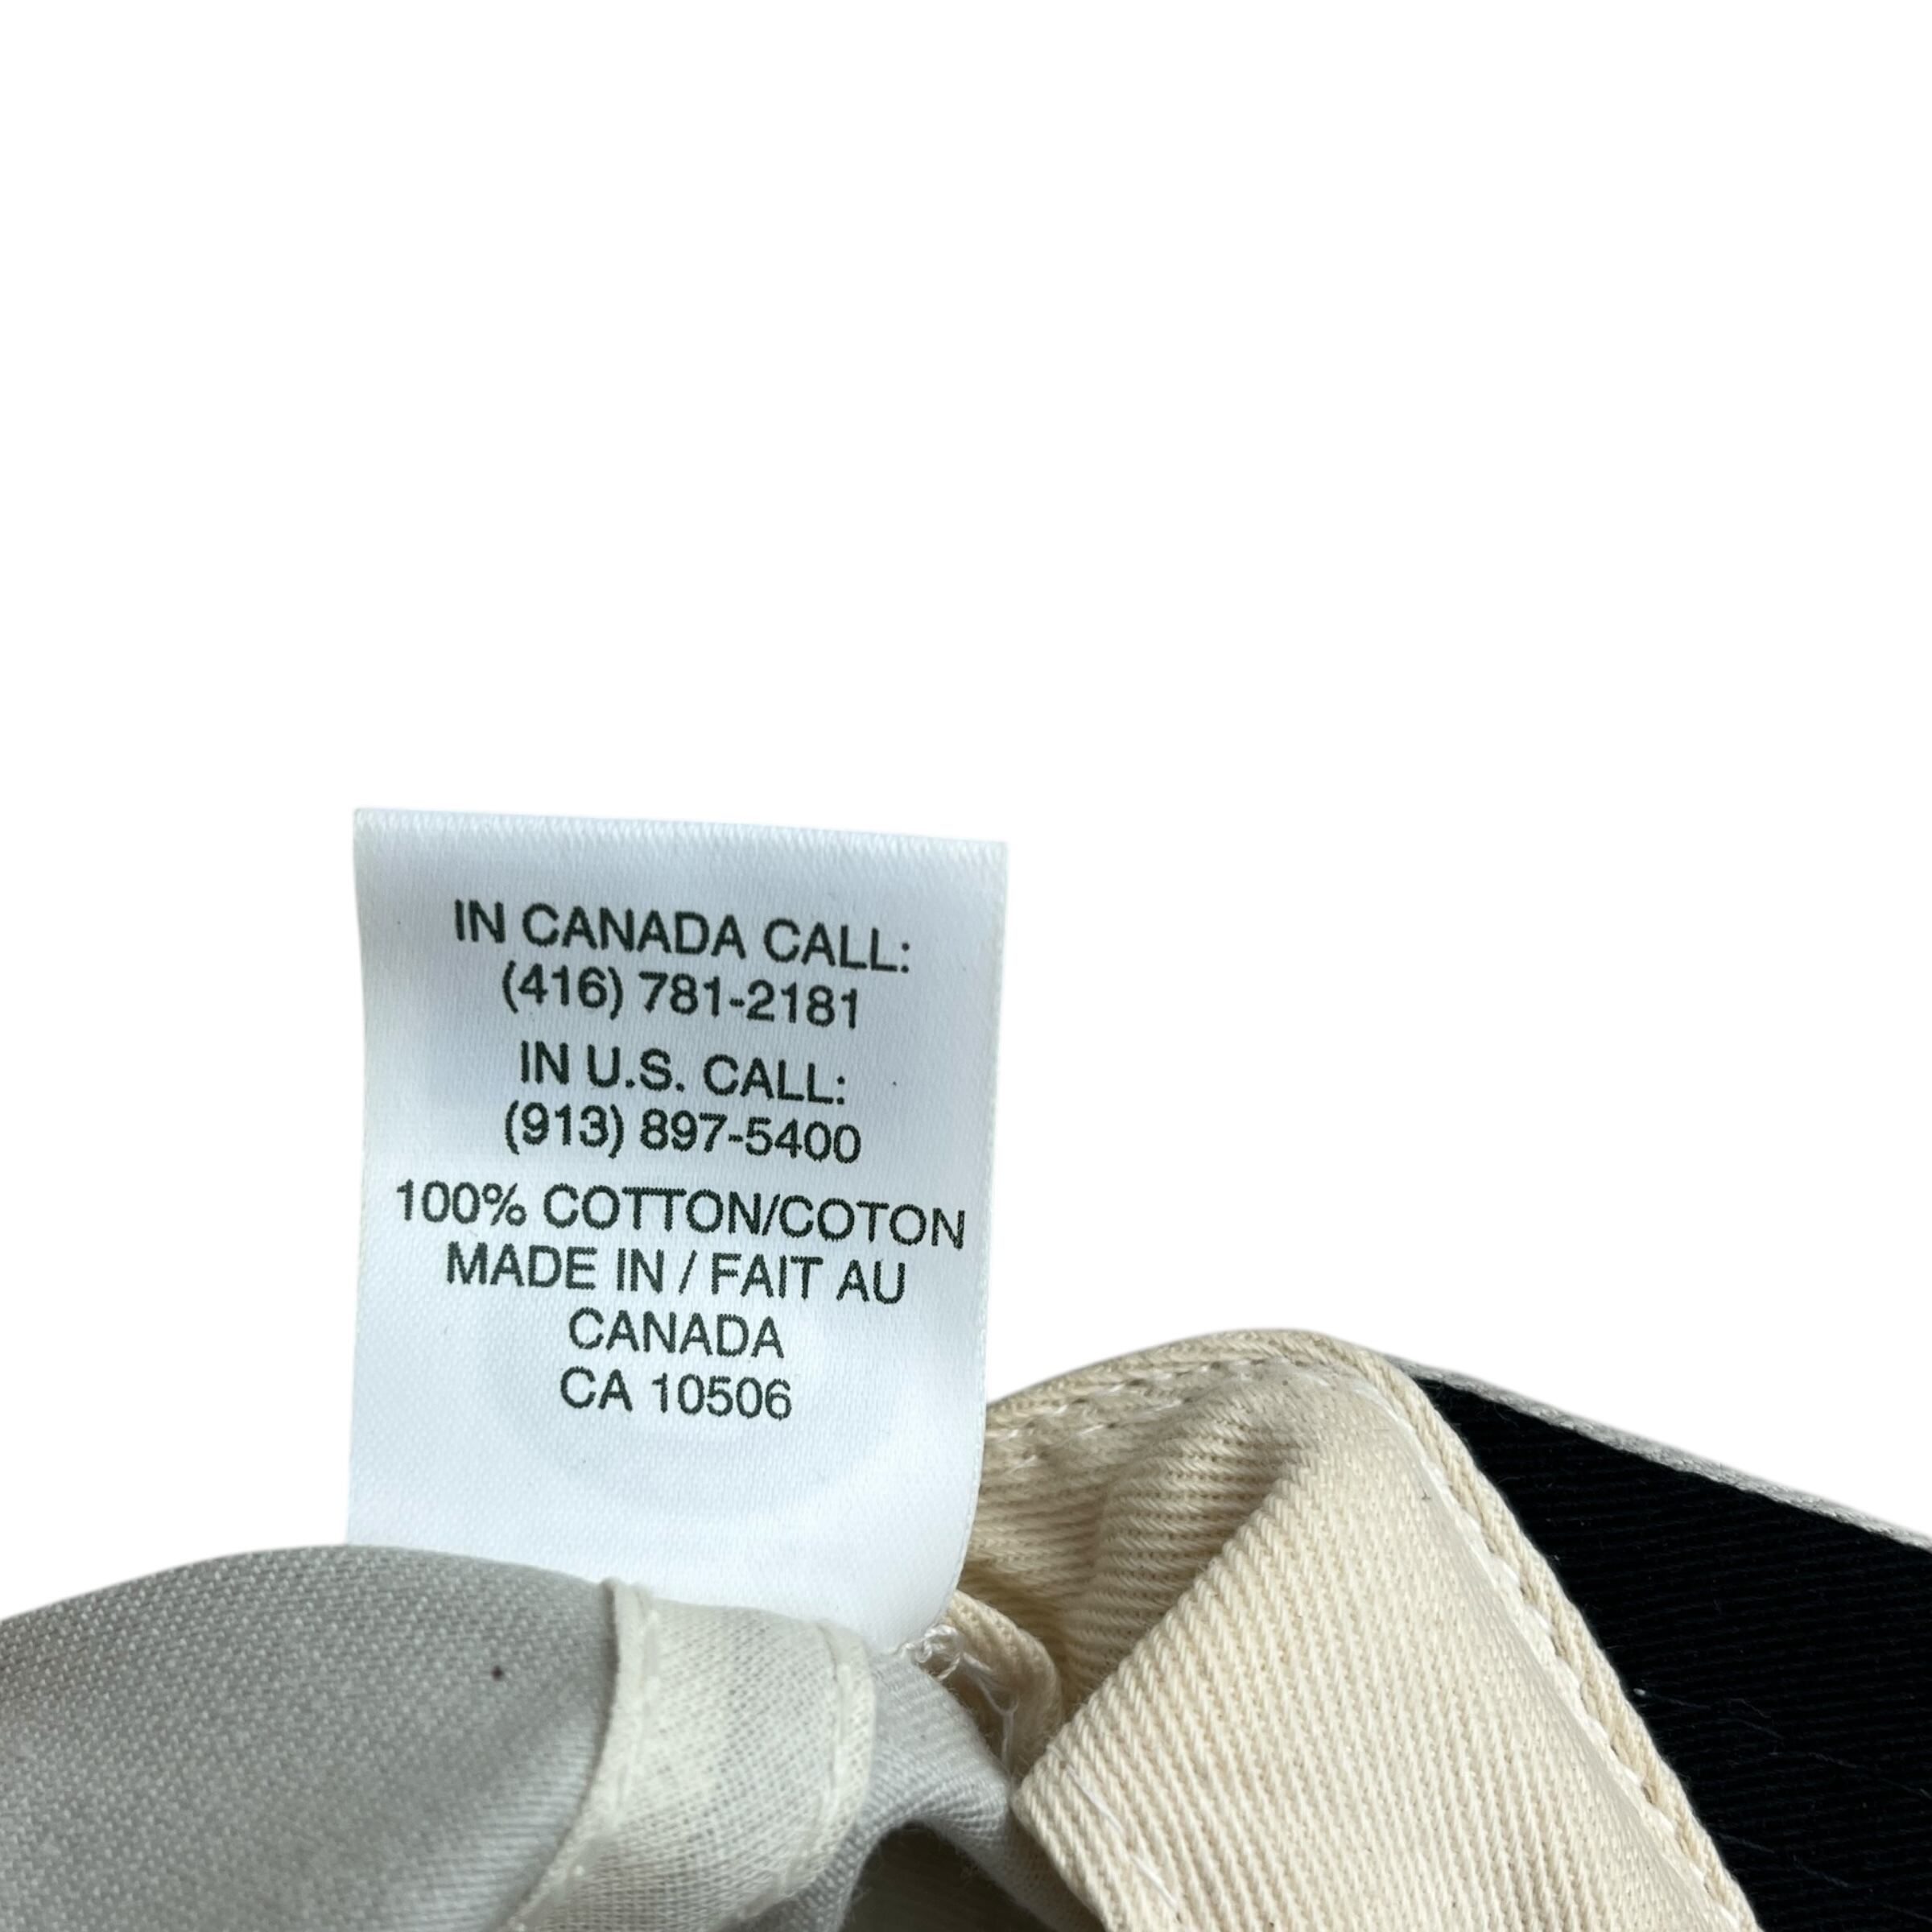 IN CANADA CALL:
(416) 781-2181
IN U.S. CALL:
(913) 897-5400
100% COTTON/COTON
MADE IN / FAIT AU
CANADA
CA 10506